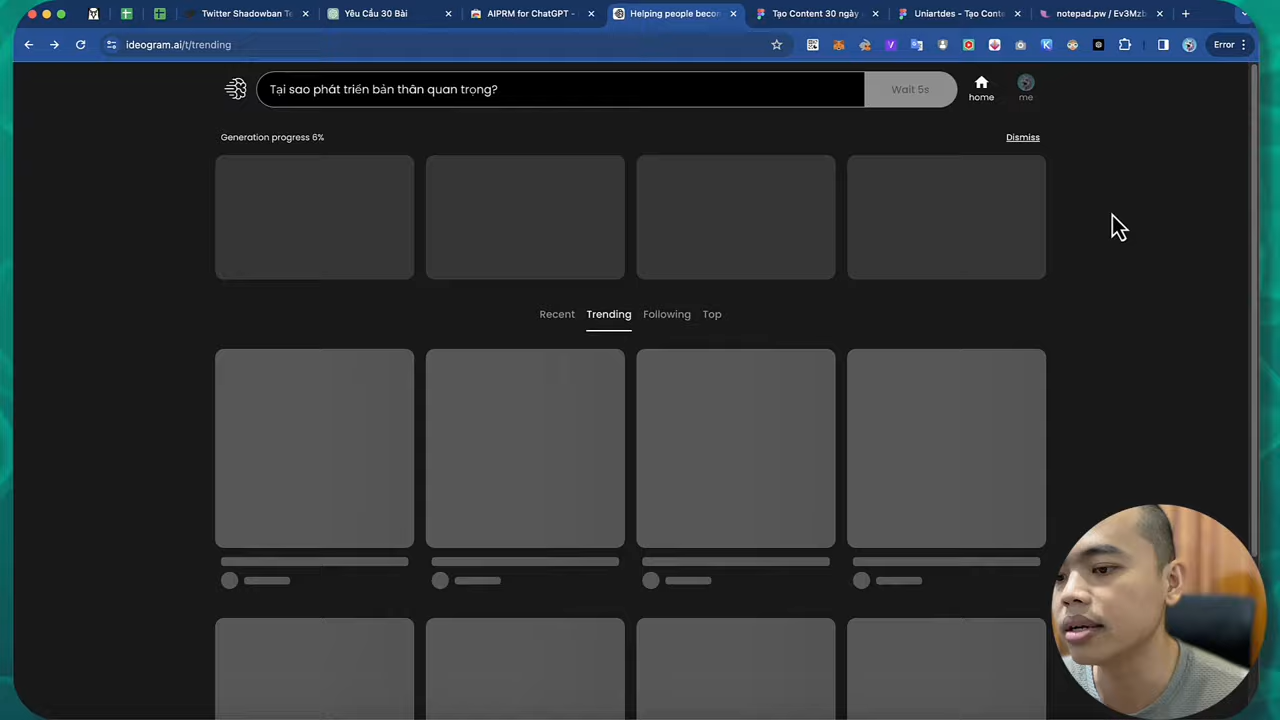 Twitter Shadowban Te
Yêu Cầu 30 Bài
AIPRM for ChatGPT -
Helping people becom
Tạo Content 30 ngày
Uniartdes - Tạo Conte
notepad.pw / Ev3Mzb
ideogram.ai/t/trending
Error
Tại sao phát triển bản thân quan trọng?
Wait 5s
home
me
Generation progress 6%
Dismiss
Recent
Trending
Following
Top